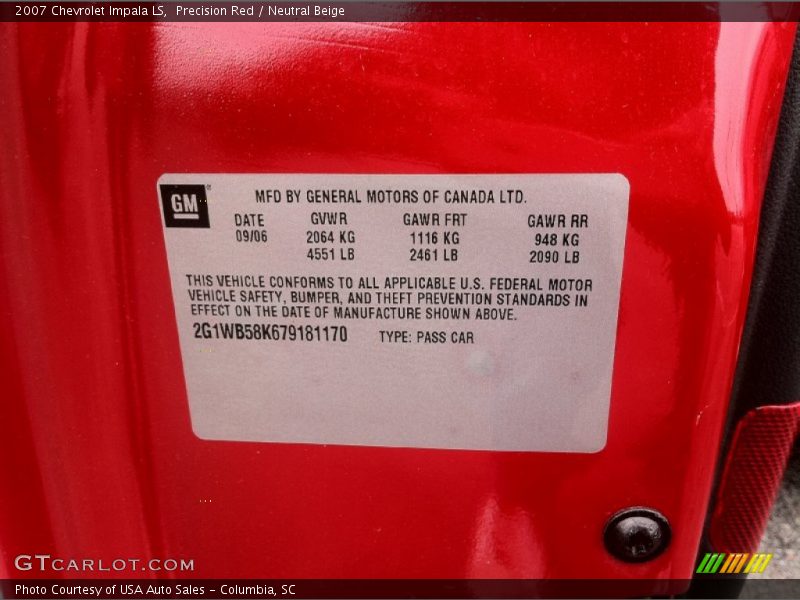 2007 Chevrolet Impala LS, Precision Red / Neutral Beige
GM
MFD BY GENERAL MOTORS OF CANADA LTD.
DATE GVWR GAWR FRT GAWR RR
09/06 2064 KG 1116 KG 948 KG
4551 LB 2461 LB 2090 LB
THIS VEHICLE CONFORMS TO ALL APPLICABLE U.S. FEDERAL MOTOR
VEHICLE SAFETY, BUMPER, AND THEFT PREVENTION STANDARDS IN
EFFECT ON THE DATE OF MANUFACTURE SHOWN ABOVE.
2G1WB58K679181170 TYPE: PASS CAR
GTCARLOT.COM
Photo Courtesy of USA Auto Sales - Columbia, SC